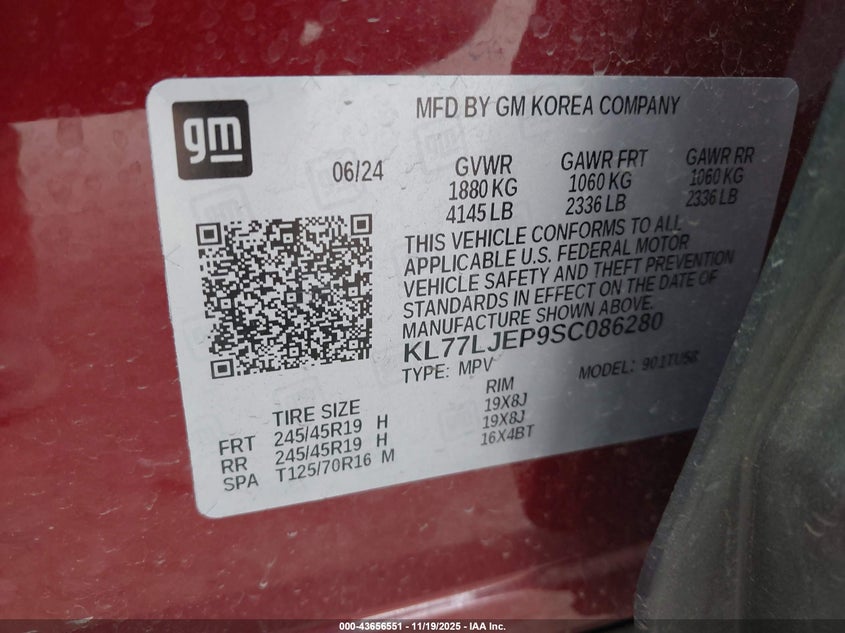 gm
MFD BY GM KOREA COMPANY
06/24
GVWR GAWR FRT GAWR RR
1880 KG 1060 KG 1060 KG
4145 LB 2336 LB 2336 LB
THIS VEHICLE CONFORMS TO ALL
APPLICABLE U.S. FEDERAL MOTOR
VEHICLE SAFETY AND THEFT PREVENTION
STANDARDS IN EFFECT ON THE DATE OF
MANUFACTURE SHOWN ABOVE.
KL77LJEP9SC086280
TYPE: MPV MODEL:
TIRE SIZE RIM
FRT 245/45R19 H 19X8J
RR 245/45R19 H 19X8J
SPA T125/70R16 M 16X4BT
000-43656551 - 11/19/2025 - IAA Inc.